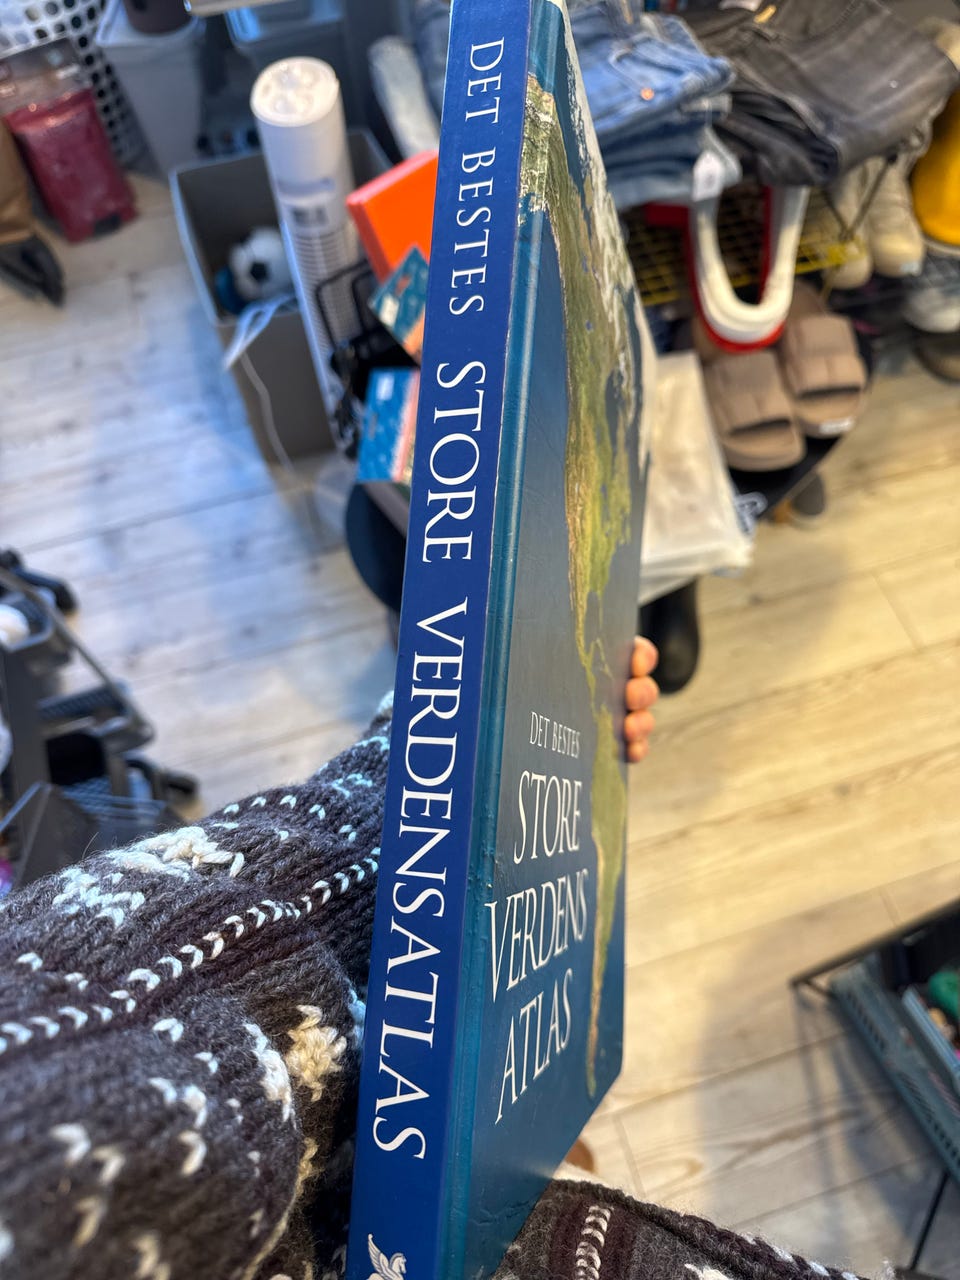 DET BESTES STORE VERDENSATLAS
DET BESTES
STORE
VERDENS
ATLAS